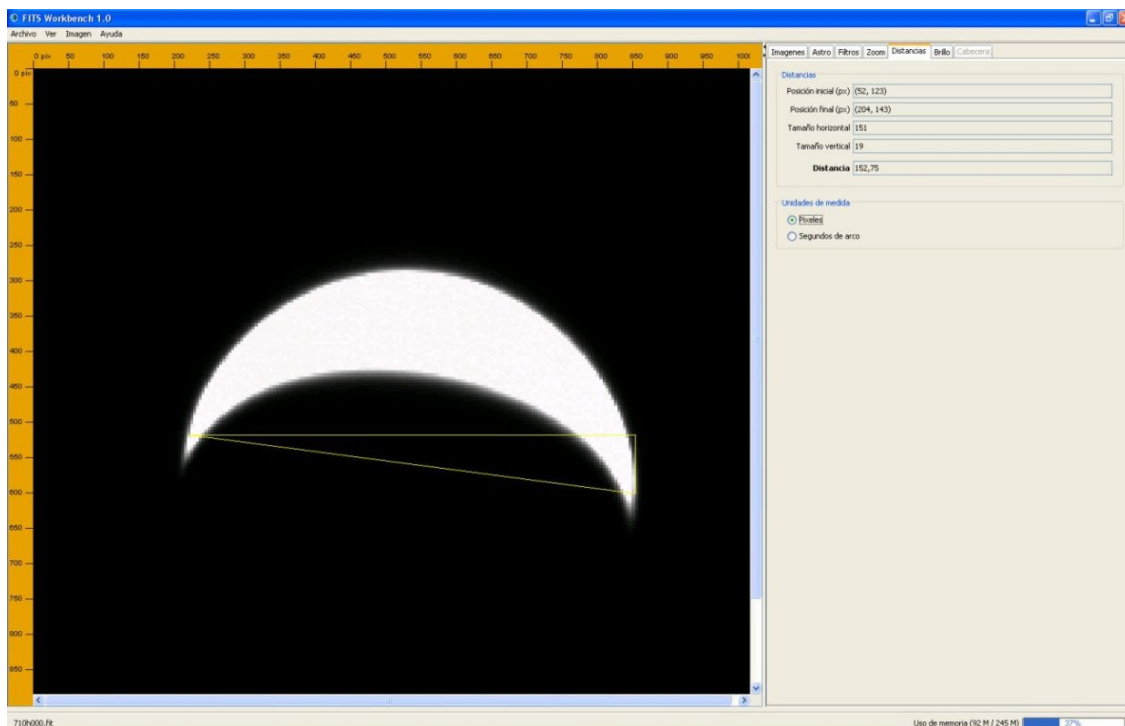 FITS Workbench 1.0
Archivo Ver Imagen Ayuda
0 pix 50 100 150 200 250 300 350 400 450 500 550 600 650 700 750 800 850 900 950 1000
0 pix
50
100
150
200
250
300
350
400
450
500
550
600
650
700
750
800
850
Imagenes Astro Filtros Zoom Distancias Brillo Cabecera
Distancias
Posición inicial (px) (52, 123)
Posición final (px) (204, 143)
Tamaño horizontal 151
Tamaño vertical 19
Distancia 152,75
Unidades de medida
Píxeles
Segundos de arco
710h000.fit
Uso de memoria (92 M / 245 M) 37%